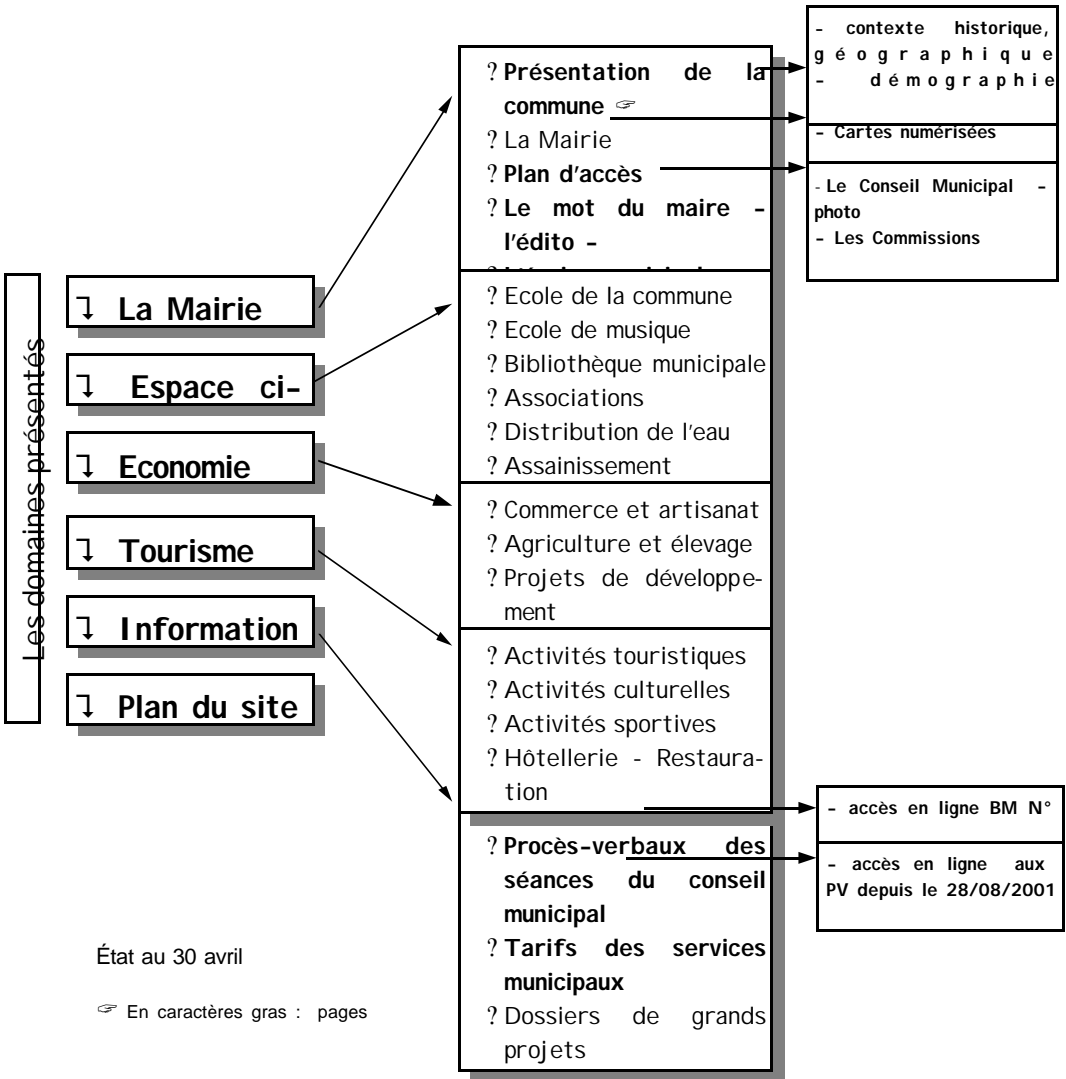 Les domaines présentés
La Mairie
Espace ci-
Economie
Tourisme
Information
Plan du site
? Présentation de la
commune ☞
? La Mairie
? Plan d'accès
? Le mot du maire -
l'édito -
? Ecole de la commune
? Ecole de musique
? Bibliothèque municipale
? Associations
? Distribution de l'eau
? Assainissement
? Commerce et artisanat
? Agriculture et élevage
? Projets de développe-
ment
? Activités touristiques
? Activités culturelles
? Activités sportives
? Hôtellerie - Restaura-
tion
? Procès-verbaux des
séances du conseil
municipal
? Tarifs des services
municipaux
? Dossiers de grands
projets
- contexte historique,
géographique
- démographie
- Cartes numérisées
- Le Conseil Municipal -
photo
- Les Commissions
- accès en ligne BM N°
- accès en ligne aux
PV depuis le 28/08/2001
État au 30 avril
☞ En caractères gras : pages